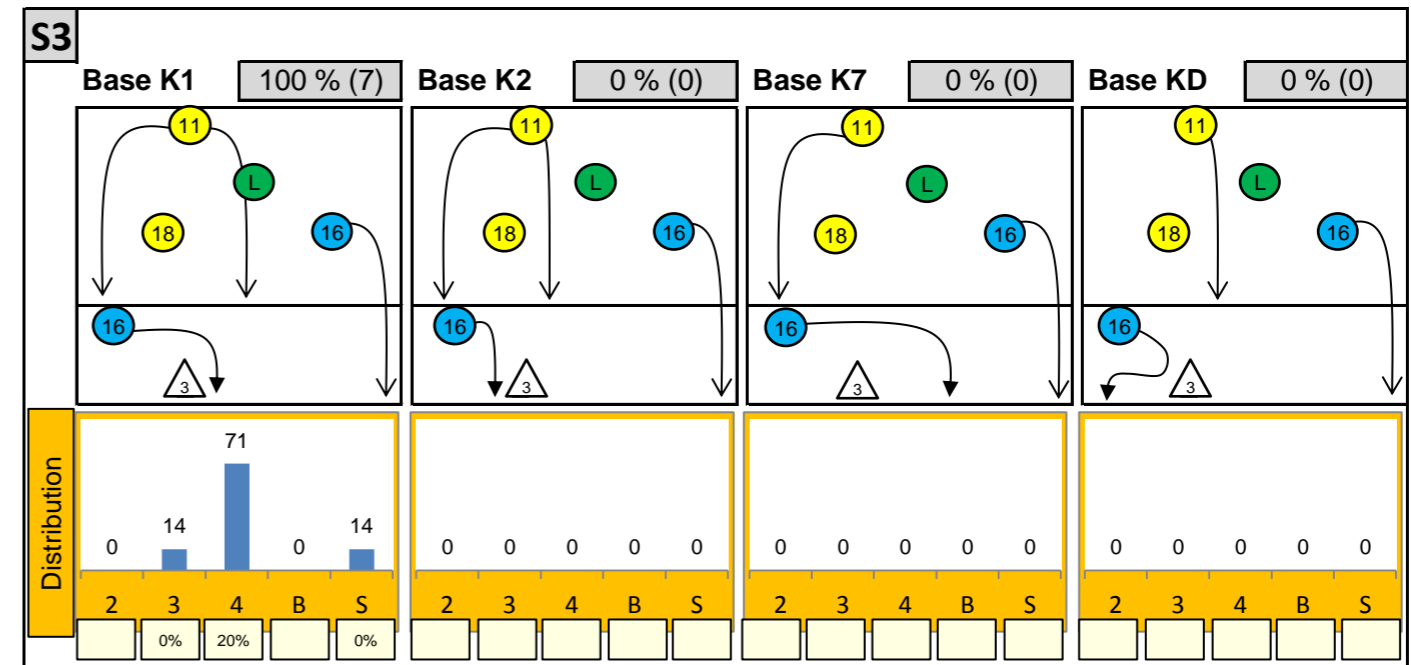 S3
Base K1 100 % (7) Base K2 0 % (0) Base K7 0 % (0) Base KD 0 % (0)
11 11 11 11
L L L L
18 16 18 16 18 16 18 16
16 16 16 16
3 3 3 3
Distribution
0 14 71 0 14 0 0 0 0 0 0 0 0 0 0 0 0 0 0 0
2 3 4 B S 2 3 4 B S 2 3 4 B S 2 3 4 B S
0% 20% 0%